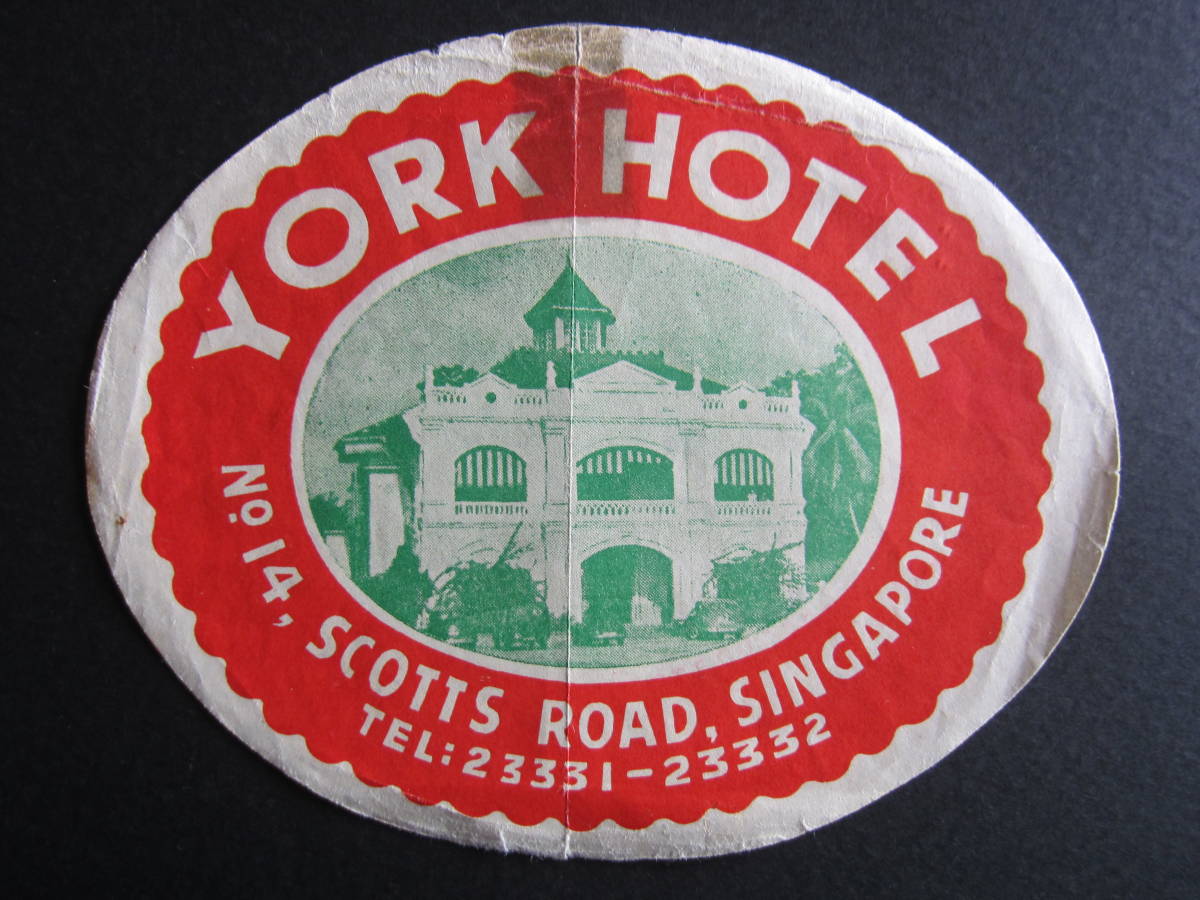 YORK HOTEL
No. 14, SCOTTS ROAD, SINGAPORE
TEL: 23331-23332